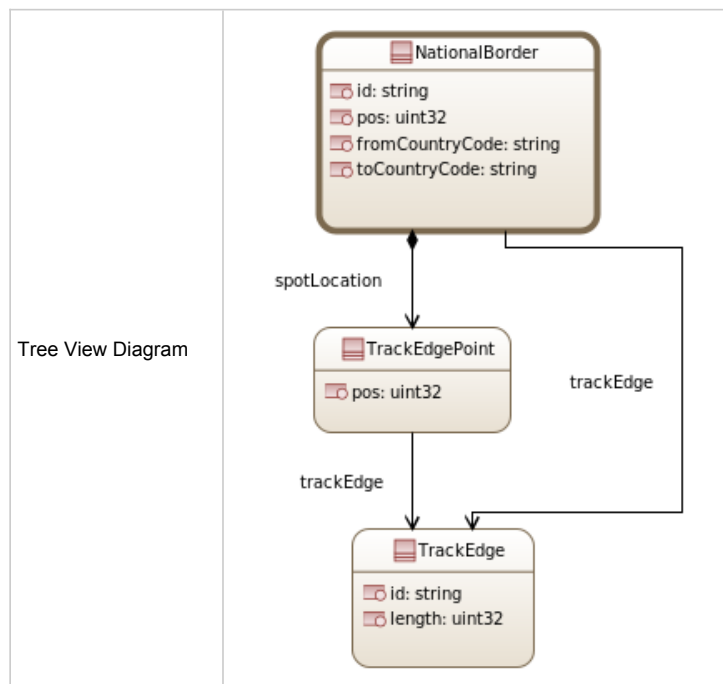 Tree View Diagram
NationalBorder
id: string
pos: uint32
fromCountryCode: string
toCountryCode: string
spotLocation
TrackEdgePoint
pos: uint32
trackEdge
trackEdge
TrackEdge
id: string
length: uint32